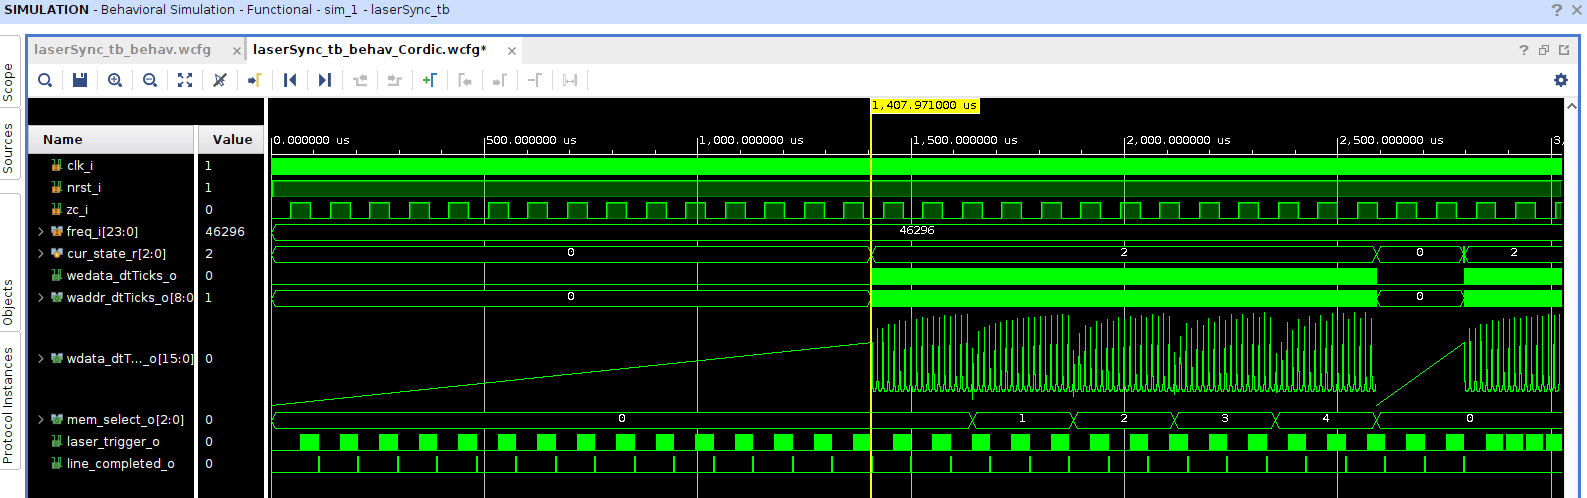 SIMULATION - Behavioral Simulation - Functional - sim_1 - laserSync_tb
laserSync_tb_behav.wcfg
laserSync_tb_behav_Cordic.wcfg*
Scope
Sources
Objects
Protocol Instances
1,407.971000 us
Name Value
0.000000 us 500.000000 us 1,000.000000 us 1,500.000000 us 2,000.000000 us 2,500.000000 us 3,
clk_i 1
nrst_i 1
zc_i 0
freq_i[23:0] 46296 46296
cur_state_r[2:0] 2 0 2 0 2
wedata_dtTicks_o 0
waddr_dtTicks_o[8:0 1 0 0
wdata_dtT..._o[15:0] 0
mem_select_o[2:0] 0 0 1 2 3 4 0
laser_trigger_o 0
line_completed_o 0